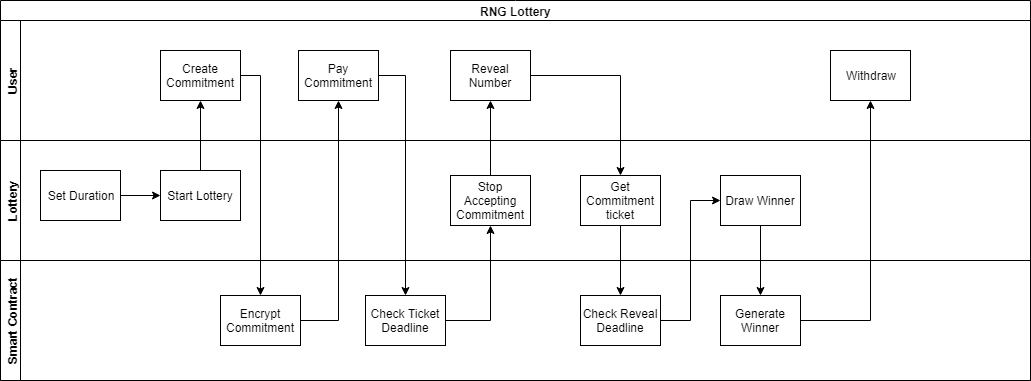 RNG Lottery
User
Create
Commitment
Pay
Commitment
Reveal
Number
Withdraw
Lottery
Set Duration
Start Lottery
Stop
Accepting
Commitment
Get
Commitment
ticket
Draw Winner
Smart Contract
Encrypt
Commitment
Check Ticket
Deadline
Check Reveal
Deadline
Generate
Winner